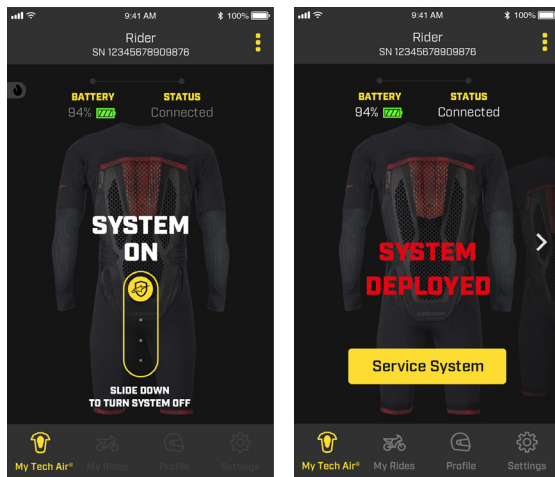 9:41 AM
100%
Rider
SN 12345678909876
BATTERY
STATUS
94%
Connected
SYSTEM
ON
SLIDE DOWN
TO TURN SYSTEM OFF
My Tech Air®
My Rides
Profile
Settings
9:41 AM
100%
Rider
SN 12345678909876
BATTERY
STATUS
94%
Connected
SYSTEM
DEPLOYED
Service System
My Tech Air®
My Rides
Profile
Settings